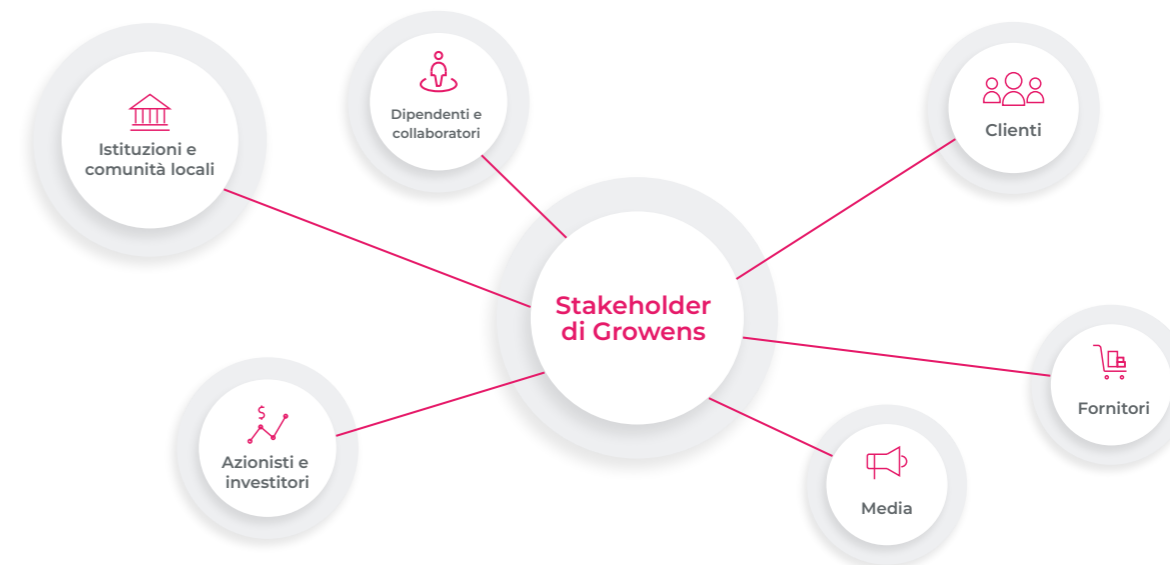 Istituzioni e
comunità locali
Dipendenti e
collaboratori
Clienti
Stakeholder
di Growens
Azionisti e
investitori
Media
Fornitori